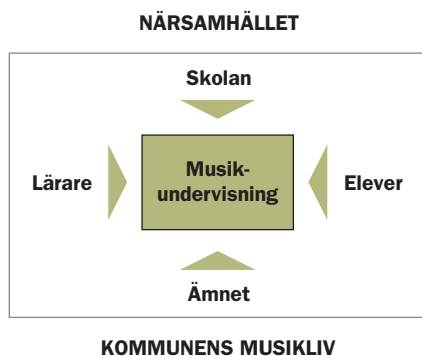 NÄRSAMHÄLLET
Skolan
Lärare
Musik-
undervisning
Elever
Ämnet
KOMMUNENS MUSIKLIV